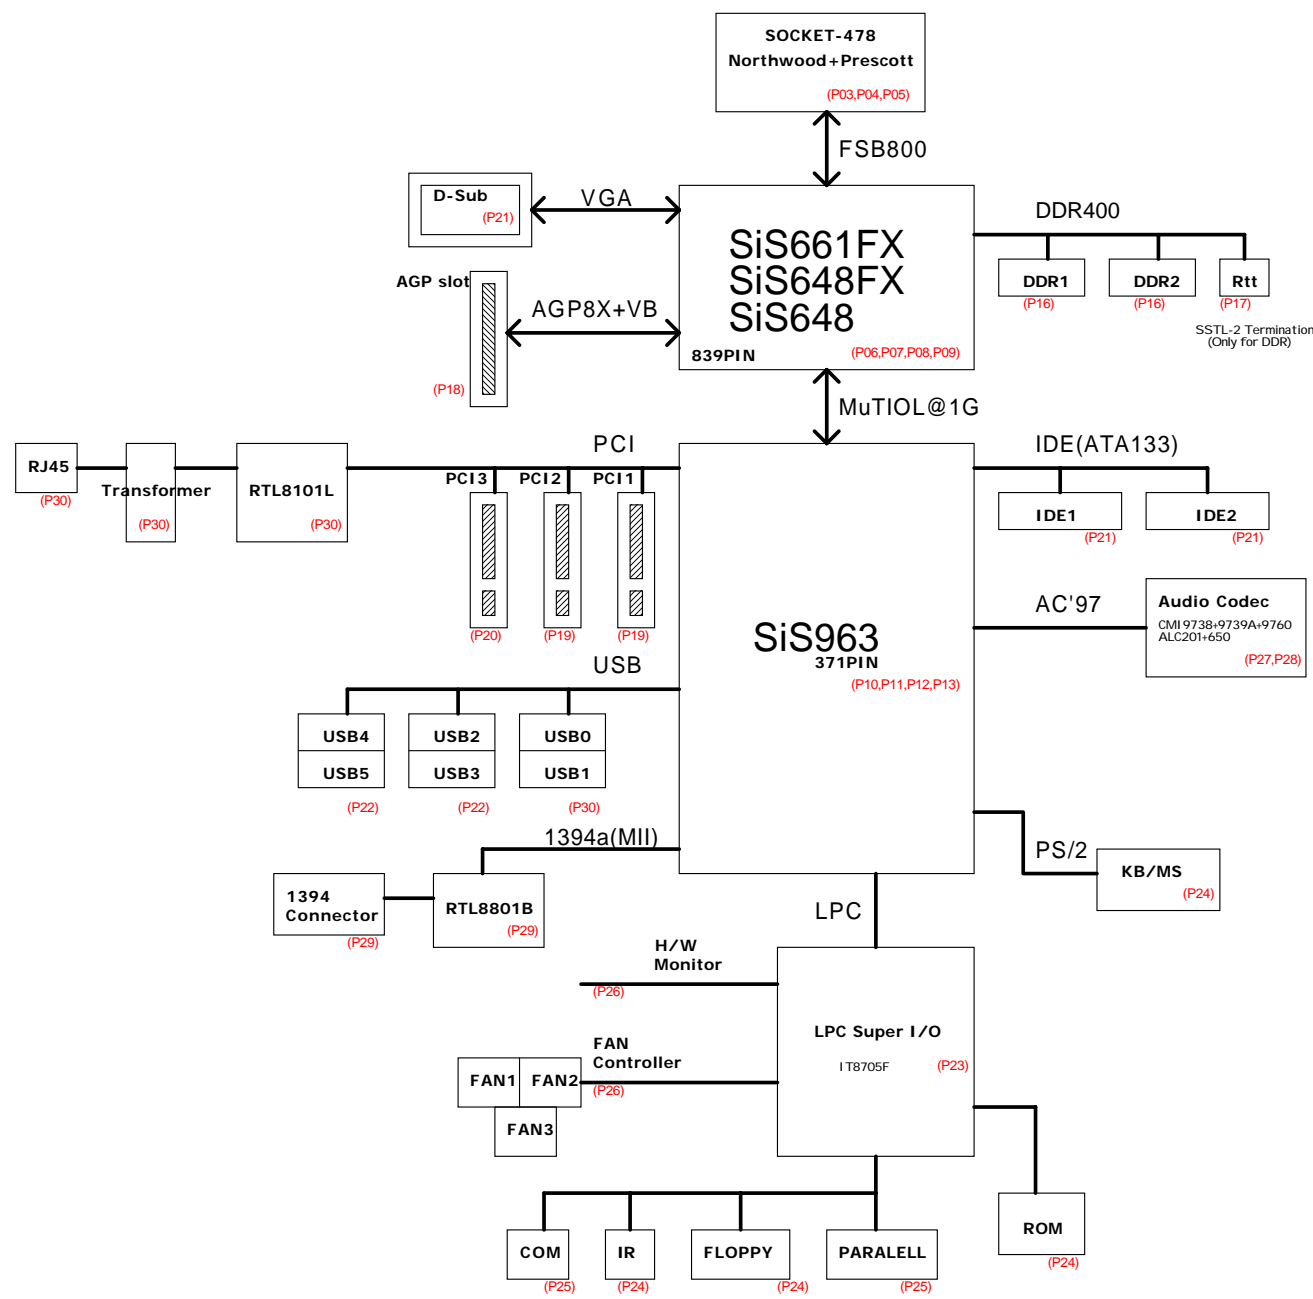 SOCKET-478
Northwood+Prescott
(P03,P04,P05)
FSB800
D-Sub
(P21)
VGA
SiS661FX
SiS648FX
SiS648
839PIN
(P06,P07,P08,P09)
DDR400
DDR1
(P16)
DDR2
(P16)
Rtt
(P17)
SSTL-2 Termination
(Only for DDR)
AGP slot
AGP8X+VB
(P18)
MuTIOL@1G
RJ45
(P30)
Transformer
(P30)
RTL8101L
(P30)
PCI
PCI3
PCI2
PCI1
(P20)
(P19)
(P19)
IDE(ATA133)
IDE1
(P21)
IDE2
(P21)
SiS963
371PIN
(P10,P11,P12,P13)
AC'97
Audio Codec
CMI9738+9739A+9760
ALC201+650
(P27,P28)
USB
USB4
USB5
(P22)
USB2
USB3
(P22)
USB0
USB1
(P30)
1394a(MII)
1394
Connector
(P29)
RTL8801B
(P29)
PS/2
KB/MS
(P24)
LPC
H/W
Monitor
(P26)
LPC Super I/O
IT8705F
(P23)
FAN
Controller
(P26)
FAN1
FAN2
FAN3
COM
(P25)
IR
(P24)
FLOPPY
(P24)
PARALELL
(P25)
ROM
(P24)